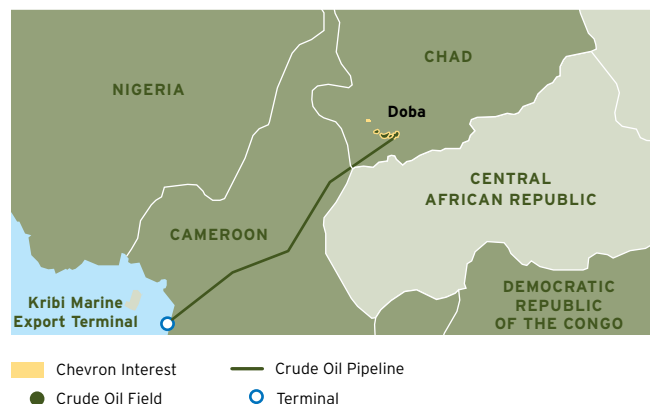 CHAD
NIGERIA
Doba
CENTRAL
AFRICAN REPUBLIC
CAMEROON
DEMOCRATIC
REPUBLIC
OF THE CONGO
Kribi Marine
Export Terminal
Chevron Interest
Crude Oil Pipeline
Crude Oil Field
Terminal